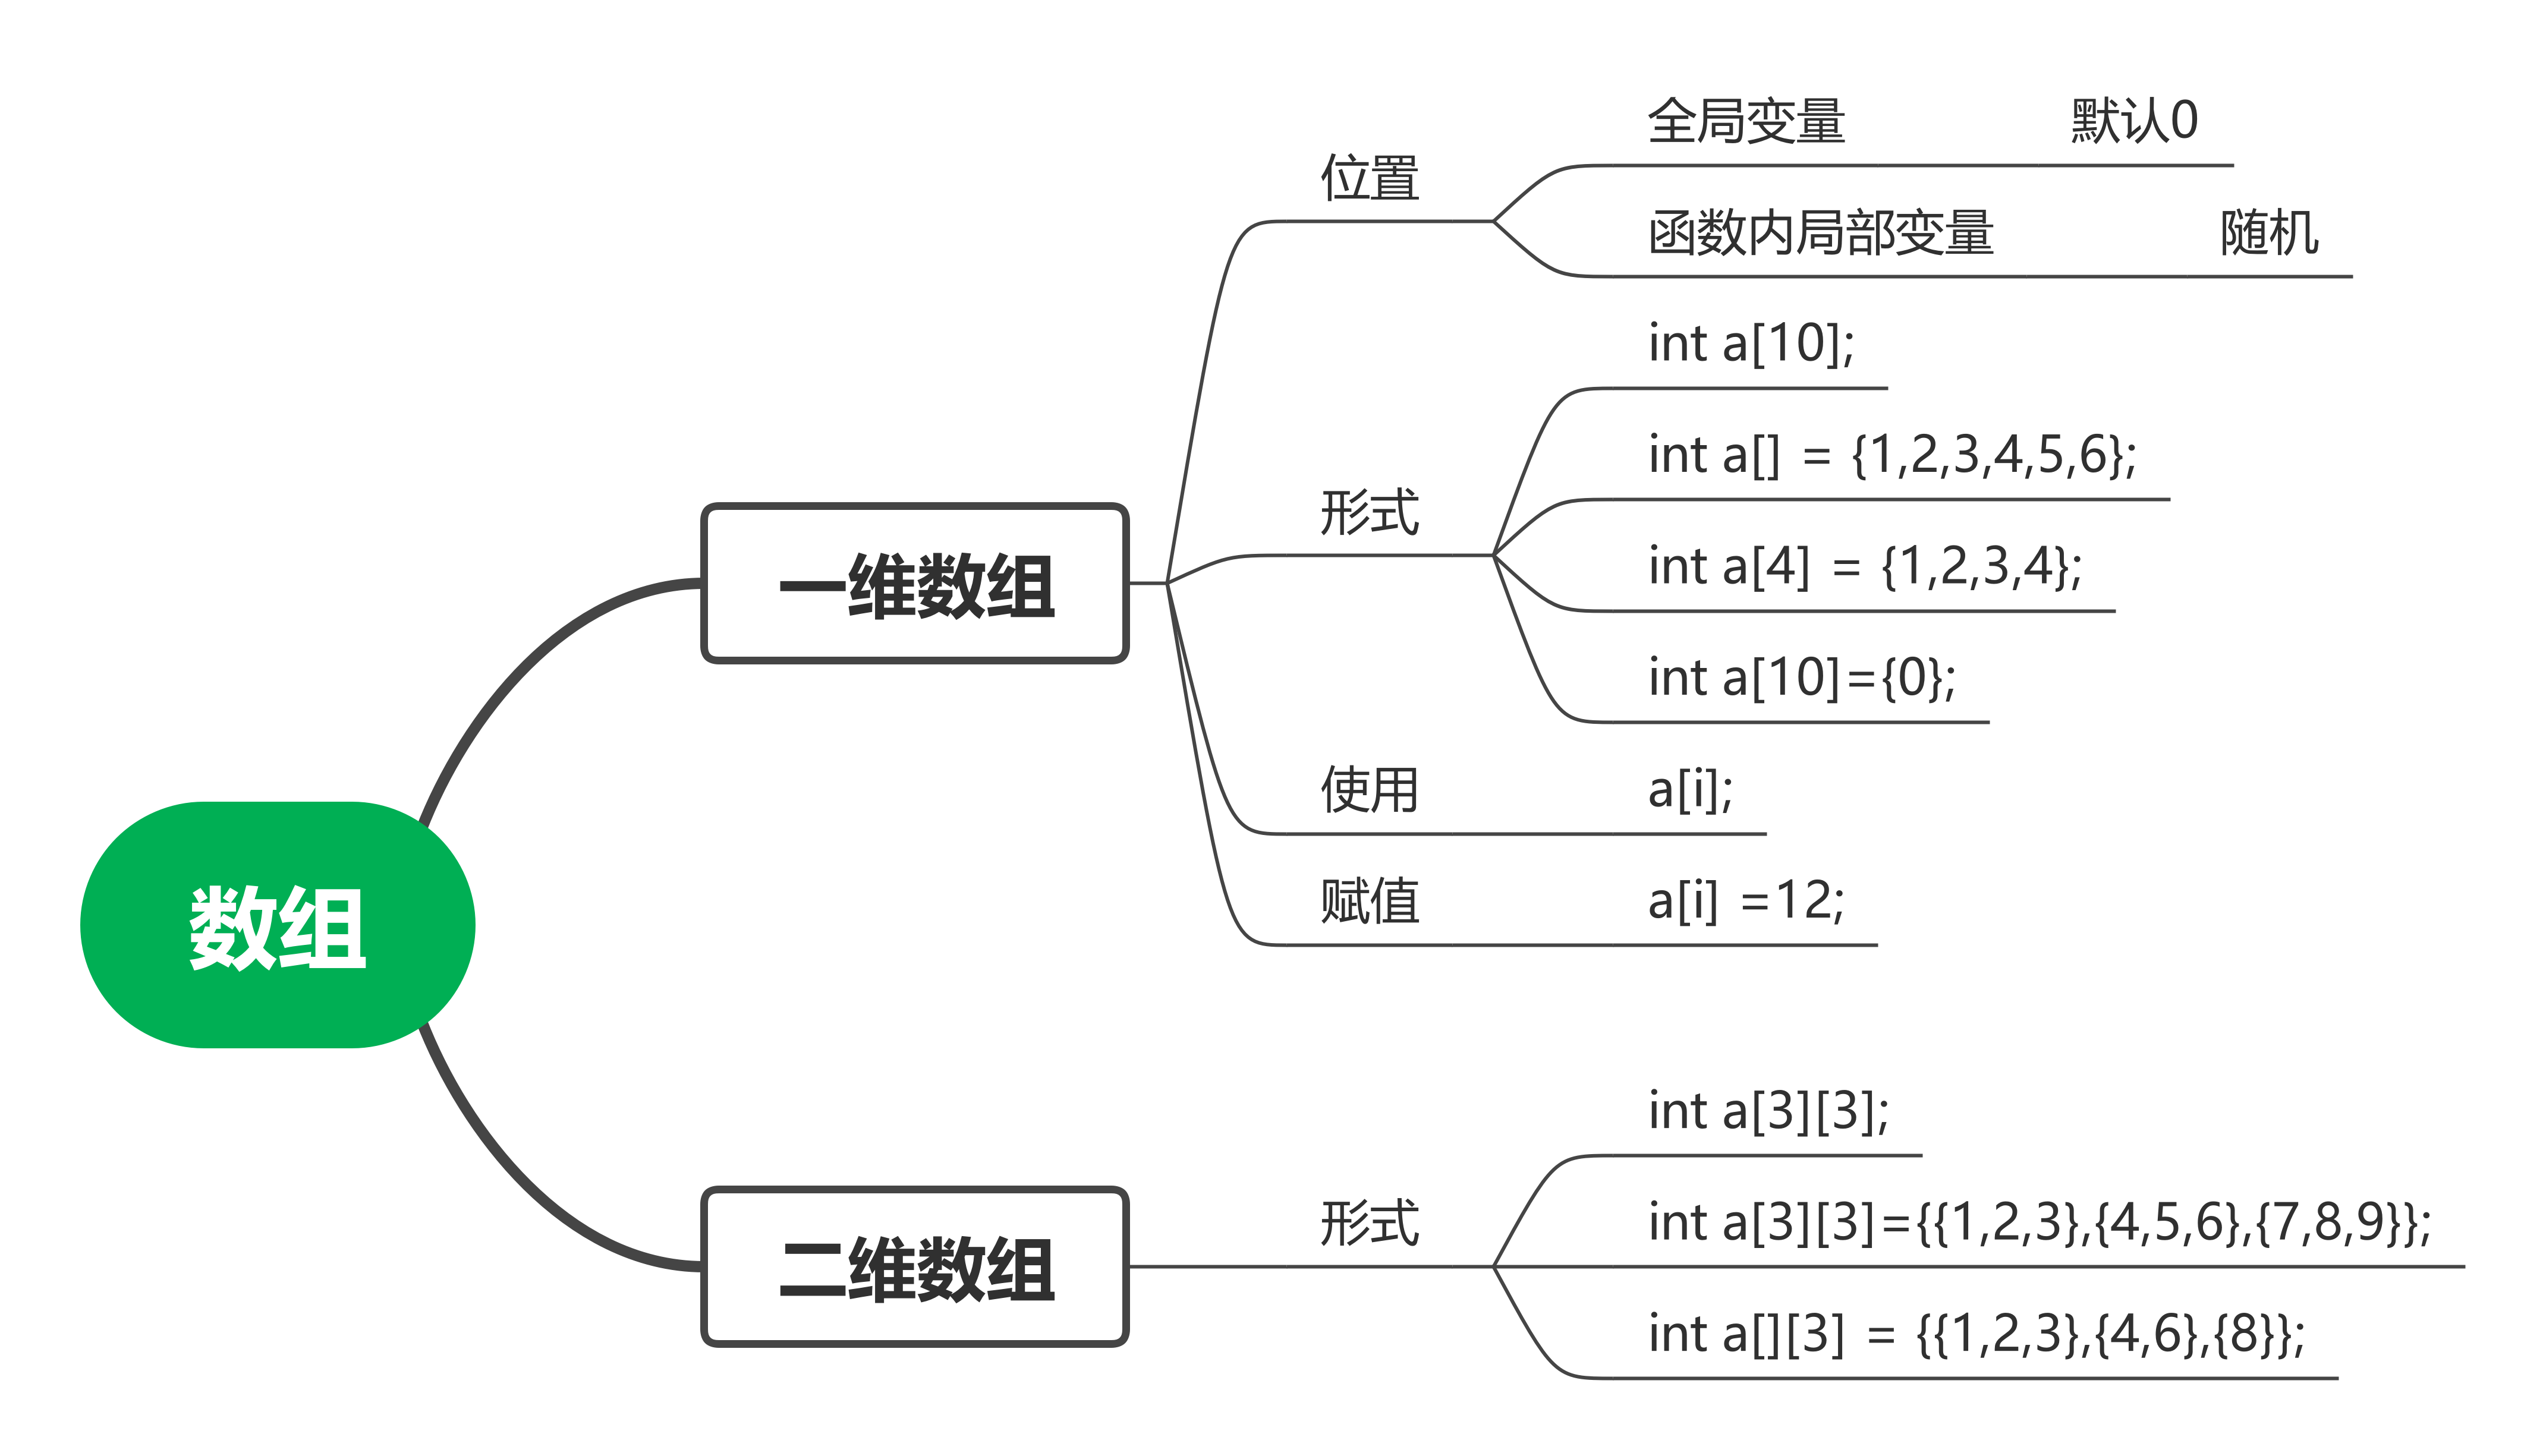 数组
一维数组
位置
全局变量 默认0
函数内局部变量 随机
形式
int a[10];
int a[] = {1,2,3,4,5,6};
int a[4] = {1,2,3,4};
int a[10]={0};
使用 a[i];
赋值 a[i] =12;
二维数组
形式
int a[3][3];
int a[3][3]={{1,2,3},{4,5,6},{7,8,9}};
int a[][3] = {{1,2,3},{4,6},{8}};